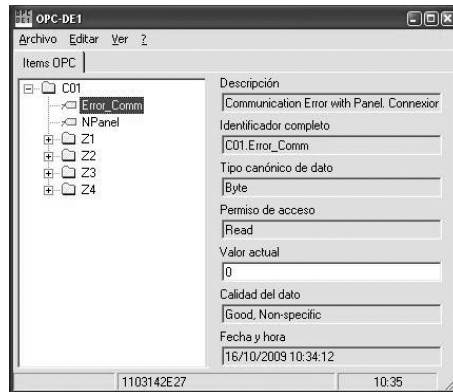 OPC-DE1
Archivo Editar Ver ?
Items OPC
C01
Error_Comm
NPanel
Z1
Z2
Z3
Z4
Descripción
Communication Error with Panel. Connexion
Identificador completo
C01.Error_Comm
Tipo canónico de dato
Byte
Permiso de acceso
Read
Valor actual
0
Calidad del dato
Good, Non-specific
Fecha y hora
16/10/2009 10:34:12
1103142E27 10:35